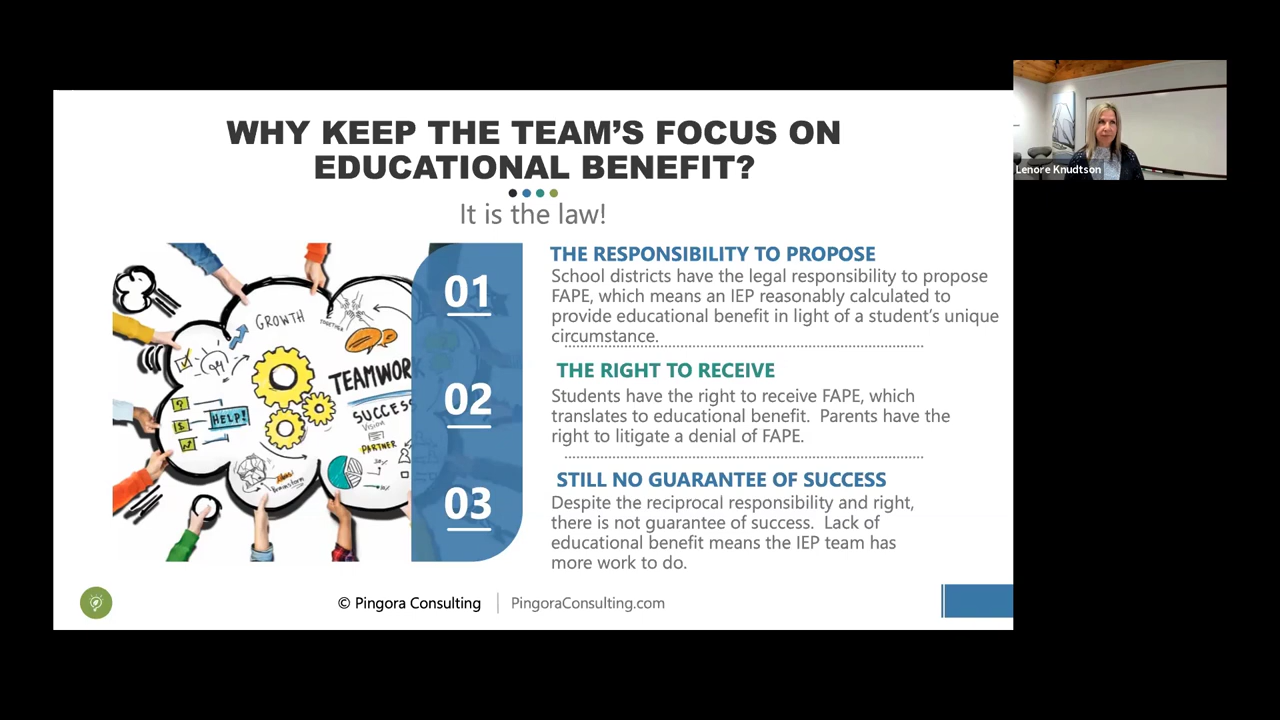 WHY KEEP THE TEAM'S FOCUS ON
EDUCATIONAL BENEFIT?
It is the law!
Lenore Knudtson
GROWTH
TOGETHER
TEAMWORK
SUCCESS
Vision
HELP!
PARTNER
Brainstorm
01
THE RESPONSIBILITY TO PROPOSE
School districts have the legal responsibility to propose
FAPE, which means an IEP reasonably calculated to
provide educational benefit in light of a student's unique
circumstance.
02
THE RIGHT TO RECEIVE
Students have the right to receive FAPE, which
translates to educational benefit. Parents have the
right to litigate a denial of FAPE.
03
STILL NO GUARANTEE OF SUCCESS
Despite the reciprocal responsibility and right,
there is not guarantee of success. Lack of
educational benefit means the IEP team has
more work to do.
© Pingora Consulting
PingoraConsulting.com